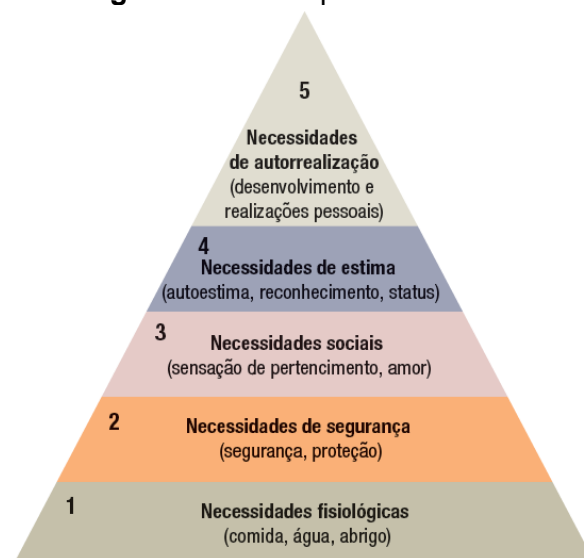 5
Necessidades
de autorrealização
(desenvolvimento e
realizações pessoais)
4
Necessidades de estima
(autoestima, reconhecimento, status)
3
Necessidades sociais
(sensação de pertencimento, amor)
2
Necessidades de segurança
(segurança, proteção)
1
Necessidades fisiológicas
(comida, água, abrigo)